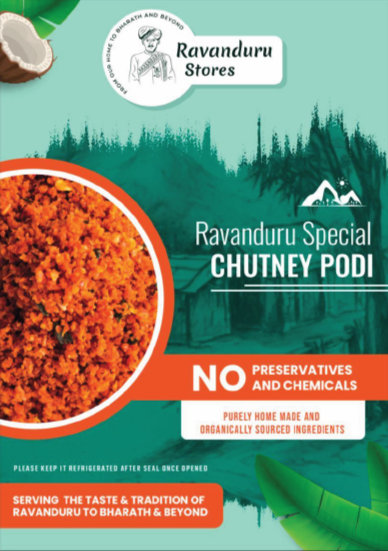 FROM OUR HOME TO BHARATH AND BEYOND
Ravanduru
Stores
Ravanduru Special
CHUTNEY PODI
NO PRESERVATIVES
AND CHEMICALS
PURELY HOME MADE AND
ORGANICALLY SOURCED INGREDIENTS
PLEASE KEEP IT REFRIGERATED AFTER SEAL ONCE OPENED
SERVING THE TASTE & TRADITION OF
RAVANDURU TO BHARATH & BEYOND